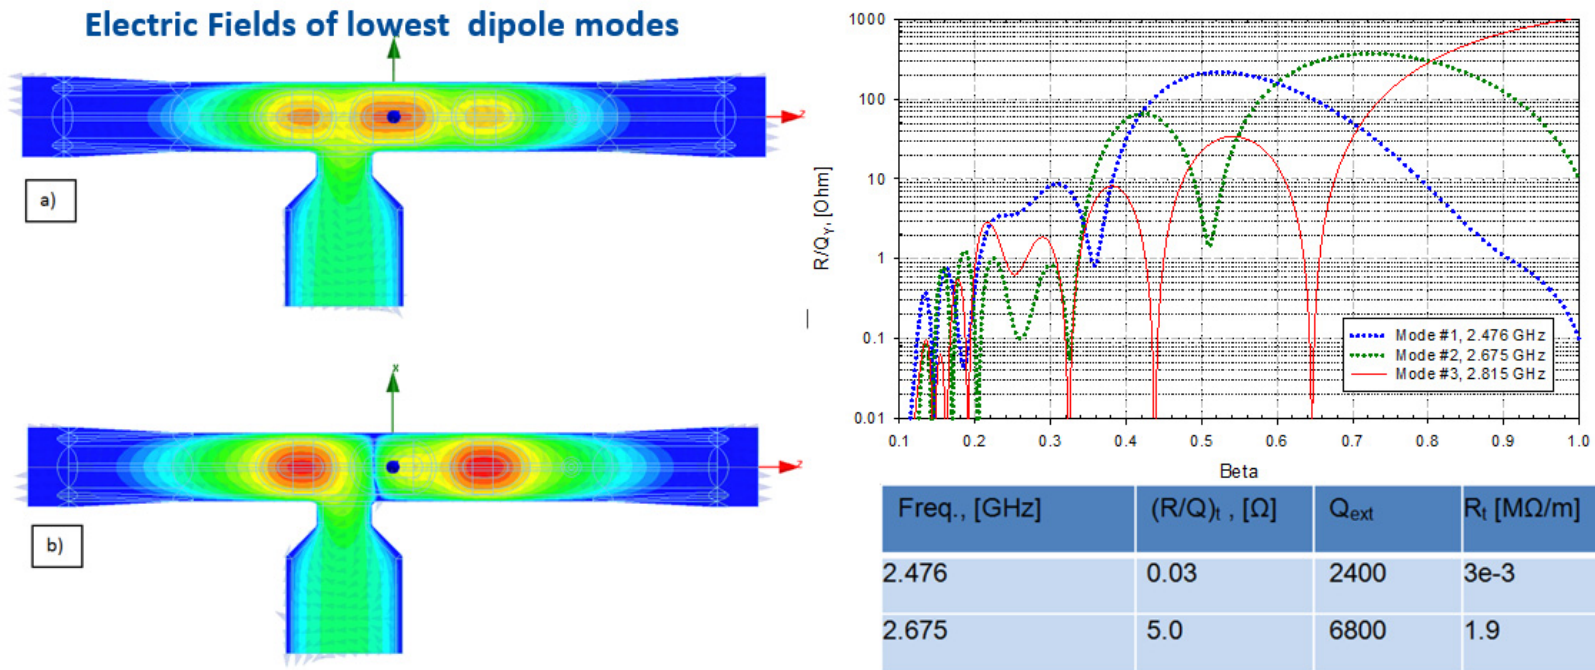 Electric Fields of lowest dipole modes
z
a)
x
z
b)
1000
100
10
1
0.1
0.01
R/Qγ, [Ohm]
0.1 0.2 0.3 0.4 0.5 0.6 0.7 0.8 0.9 1.0
Beta
Mode #1, 2.476 GHz
Mode #2, 2.675 GHz
Mode #3, 2.815 GHz
Freq., [GHz] (R/Q)t , [Ω] Qext Rt [MΩ/m]
2.476 0.03 2400 3e-3
2.675 5.0 6800 1.9